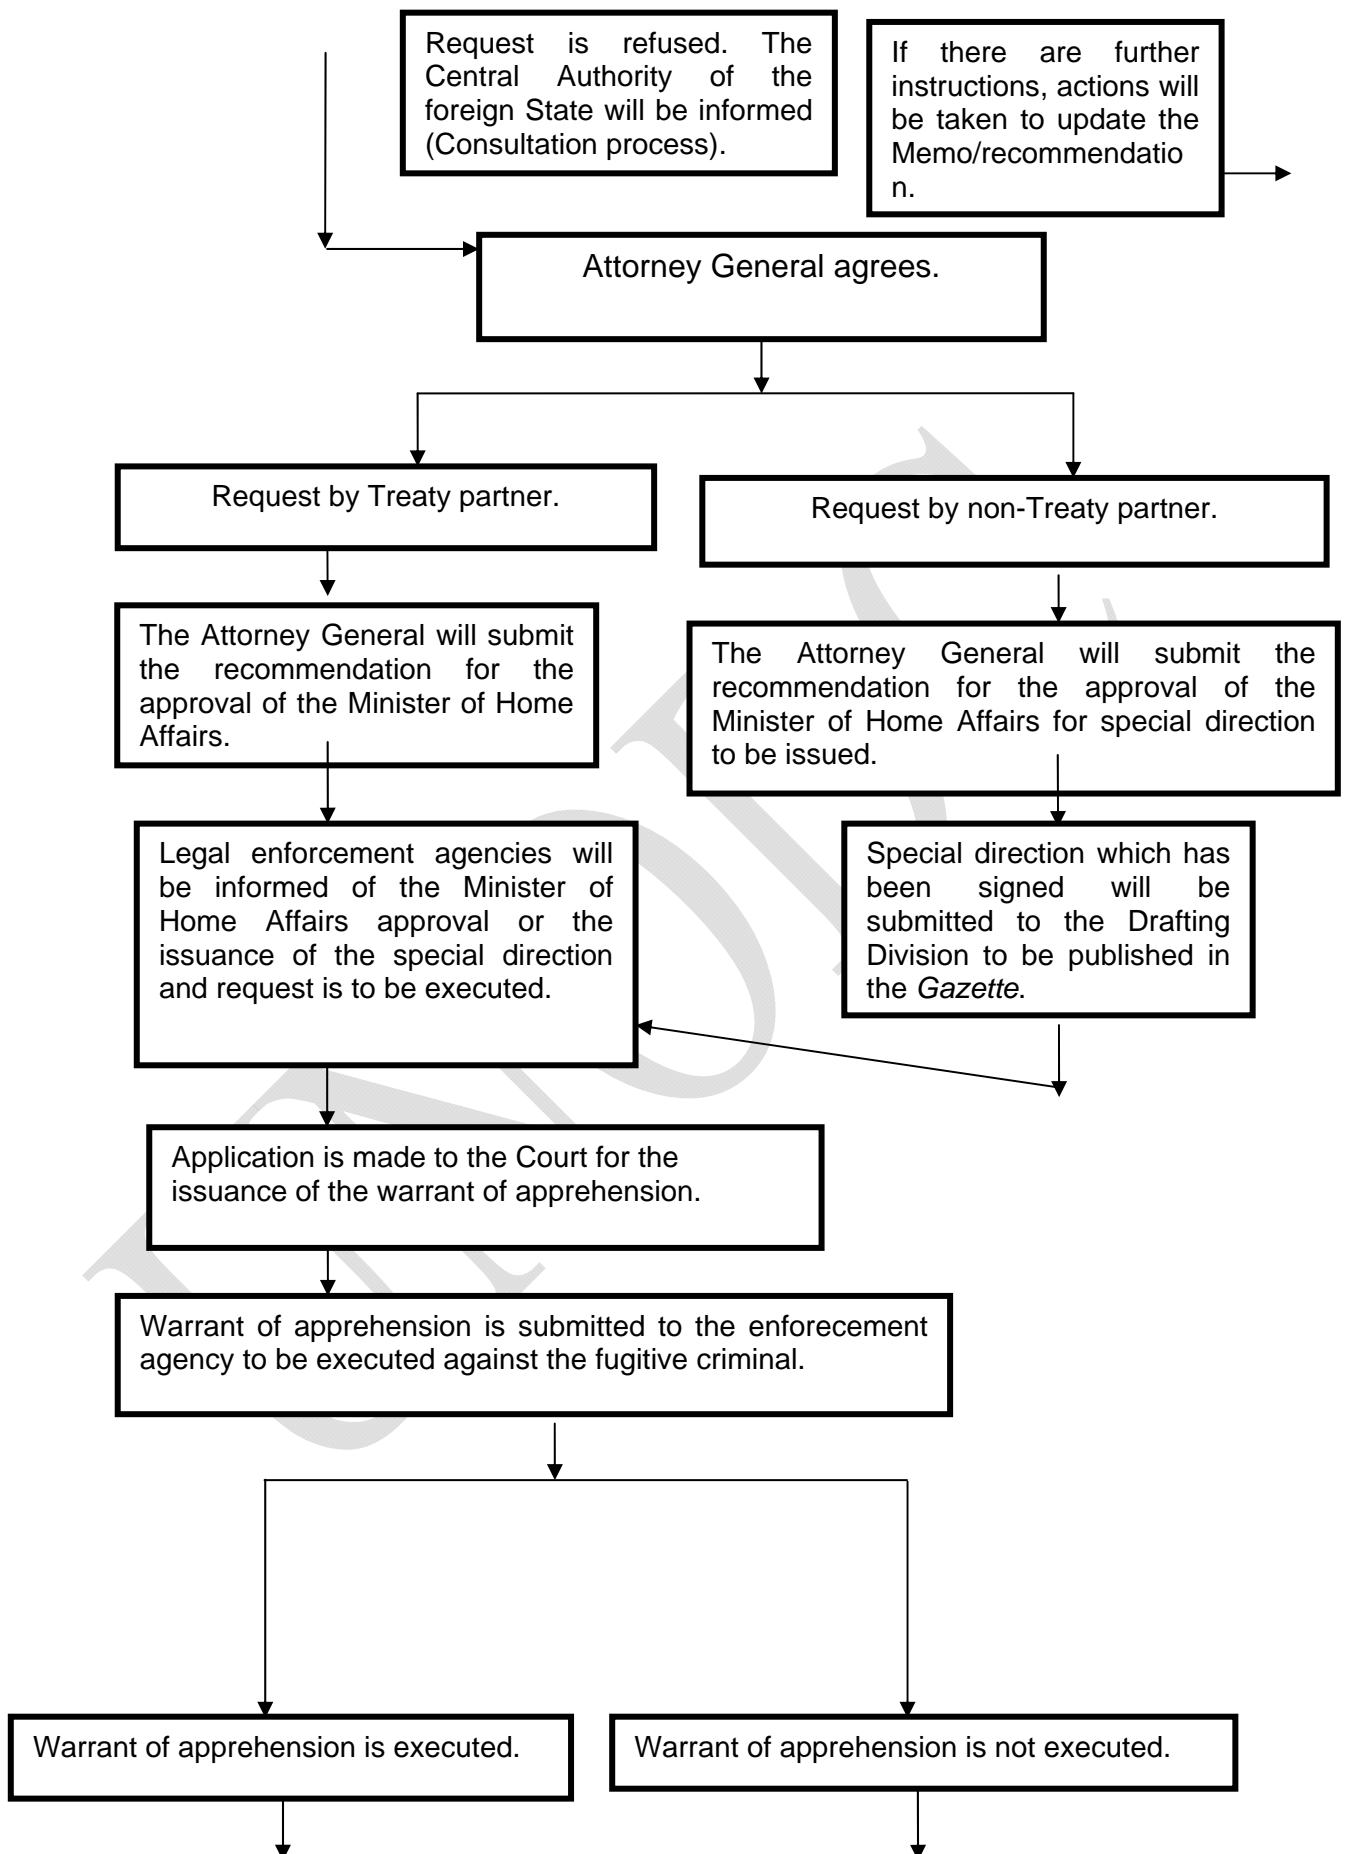 Request is refused. The
Central Authority of the
foreign State will be informed
(Consultation process).
If there are further
instructions, actions will
be taken to update the
Memo/recommendatio
n.
Attorney General agrees.
Request by Treaty partner.
Request by non-Treaty partner.
The Attorney General will submit
the recommendation for the
approval of the Minister of Home
Affairs.
The Attorney General will submit the
recommendation for the approval of the
Minister of Home Affairs for special direction
to be issued.
Legal enforcement agencies will
be informed of the Minister of
Home Affairs approval or the
issuance of the special direction
and request is to be executed.
Special direction which has
been signed will be
submitted to the Drafting
Division to be published in
the Gazette.
Application is made to the Court for the
issuance of the warrant of apprehension.
Warrant of apprehension is submitted to the enforecement
agency to be executed against the fugitive criminal.
Warrant of apprehension is executed.
Warrant of apprehension is not executed.
UNODC